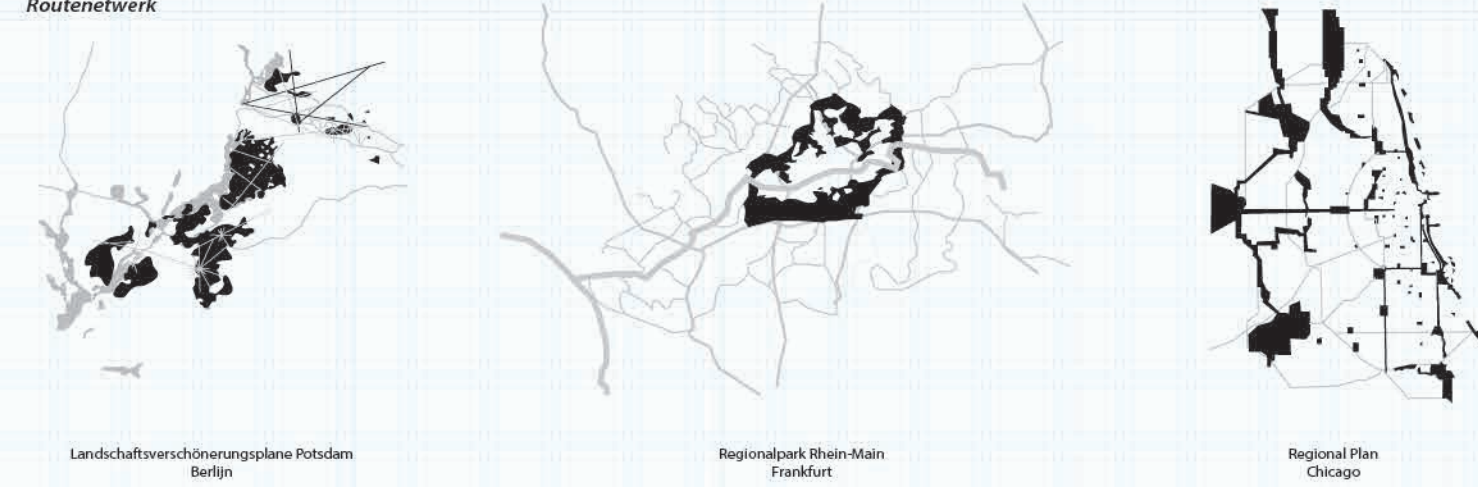 Routenetwerk
Landschaftsverschönerungsplane Potsdam
Berlijn
Regionalpark Rhein-Main
Frankfurt
Regional Plan
Chicago